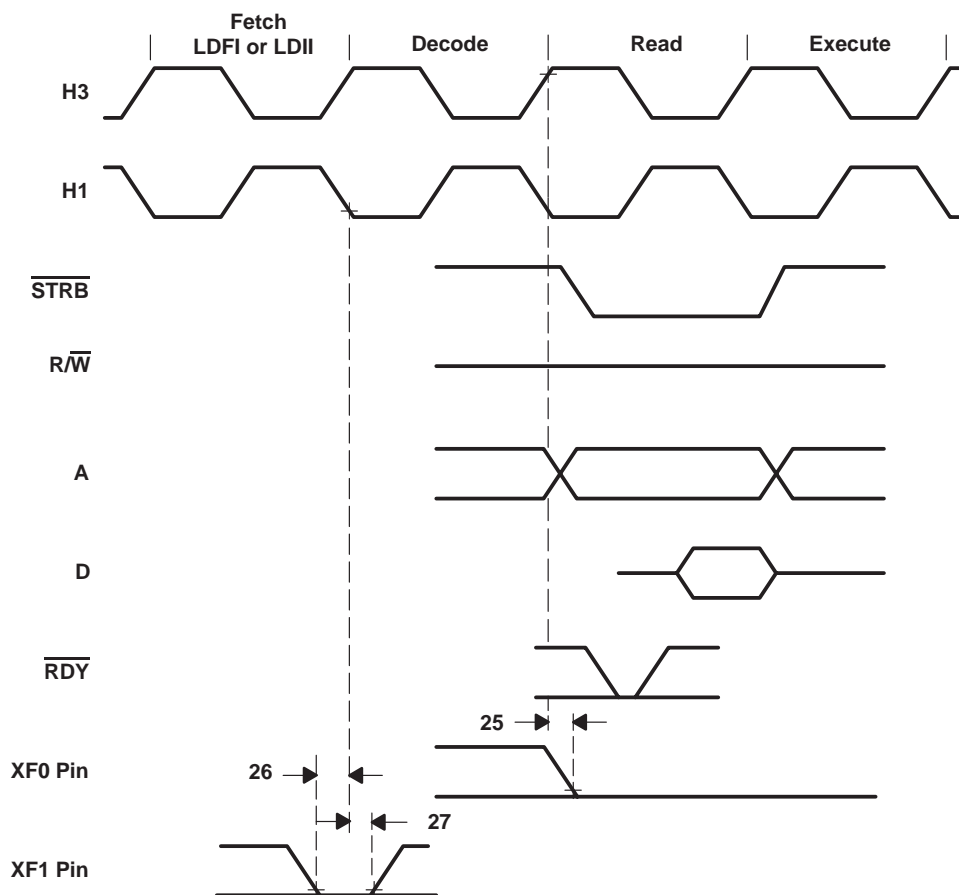 Fetch
LDFI or LDII
Decode
Read
Execute
H3
H1
STRB
R/W
A
D
RDY
25
XF0 Pin
26
27
XF1 Pin